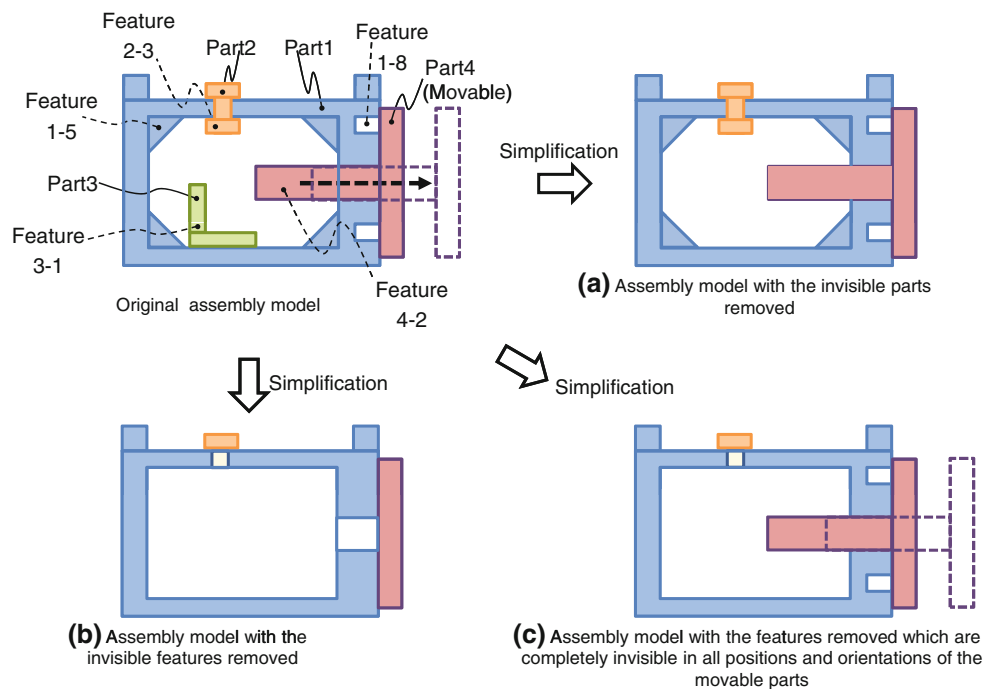 Feature
2-3
Part2
Part1
Feature
1-8
Part4
(Movable)
Feature
1-5
Part3
Feature
3-1
Original assembly model
Feature
4-2
Simplification
(a) Assembly model with the invisible parts
removed
Simplification
Simplification
(b) Assembly model with the
invisible features removed
(c) Assembly model with the features removed which are
completely invisible in all positions and orientations of the
movable parts